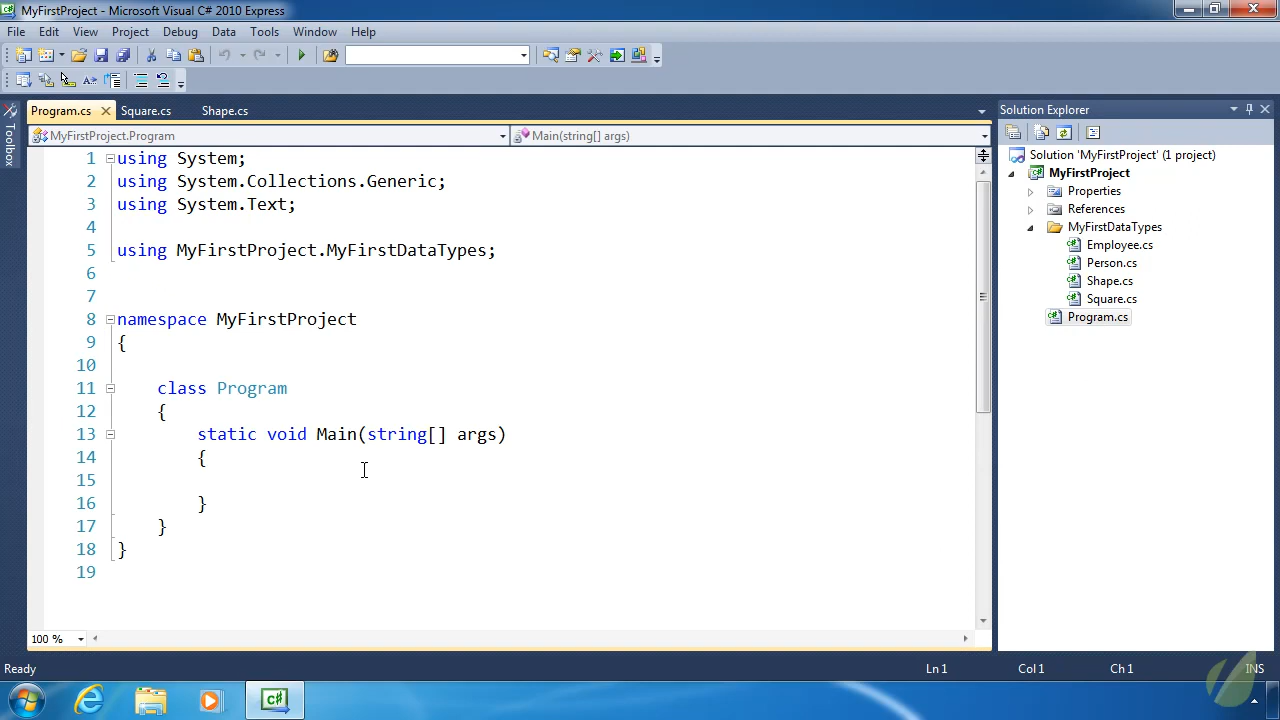 MyFirstProject - Microsoft Visual C# 2010 Express
File Edit View Project Debug Data Tools Window Help
Program.cs Square.cs Shape.cs
Toolbox
MyFirstProject.Program Main(string[] args)
1 using System;
2 using System.Collections.Generic;
3 using System.Text;
4
5 using MyFirstProject.MyFirstDataTypes;
6
7
8 namespace MyFirstProject
9 {
10
11 class Program
12 {
13 static void Main(string[] args)
14 {
15
16 }
17 }
18 }
19
100 %
Solution Explorer
Solution 'MyFirstProject' (1 project)
MyFirstProject
Properties
References
MyFirstDataTypes
Employee.cs
Person.cs
Shape.cs
Square.cs
Program.cs
Ready Ln 1 Col 1 Ch 1 INS
C#